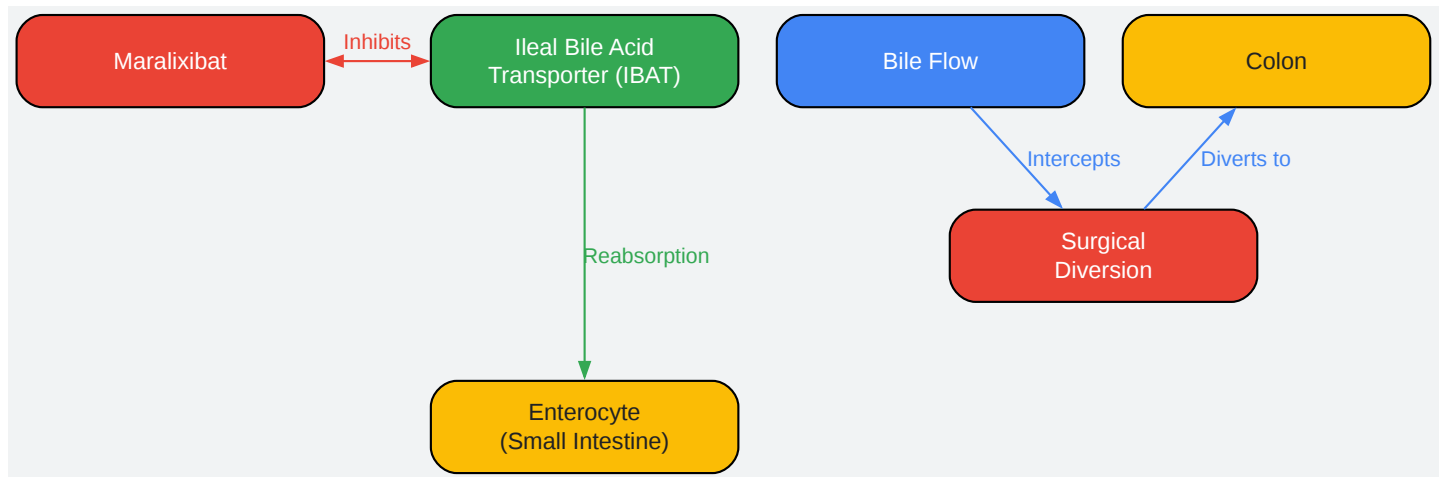 Maralixibat
Inhibits
Ileal Bile Acid
Transporter (IBAT)
Bile Flow
Colon
Intercepts
Diverts to
Surgical
Diversion
Reabsorption
Enterocyte
(Small Intestine)